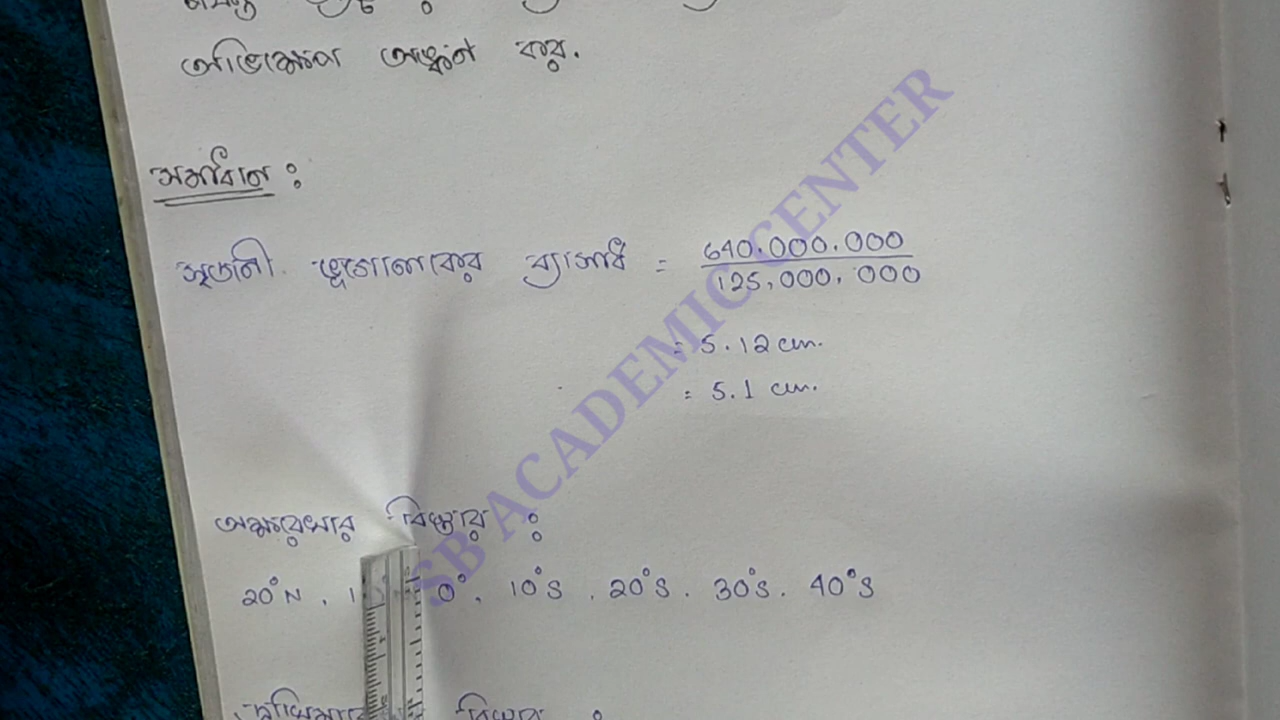 অভিক্ষেপ অঙ্কন কর.
সমাধান :
সৃজনী ভূগোলকের ব্যাসার্ধ = 640.000.000 / 125,000,000
= 5.12 cm.
= 5.1 cm.
অক্ষরেখার বিস্তার :
20°N, 0°, 10°S, 20°S. 30°S. 40°S
SB ACADEMIC CENTER